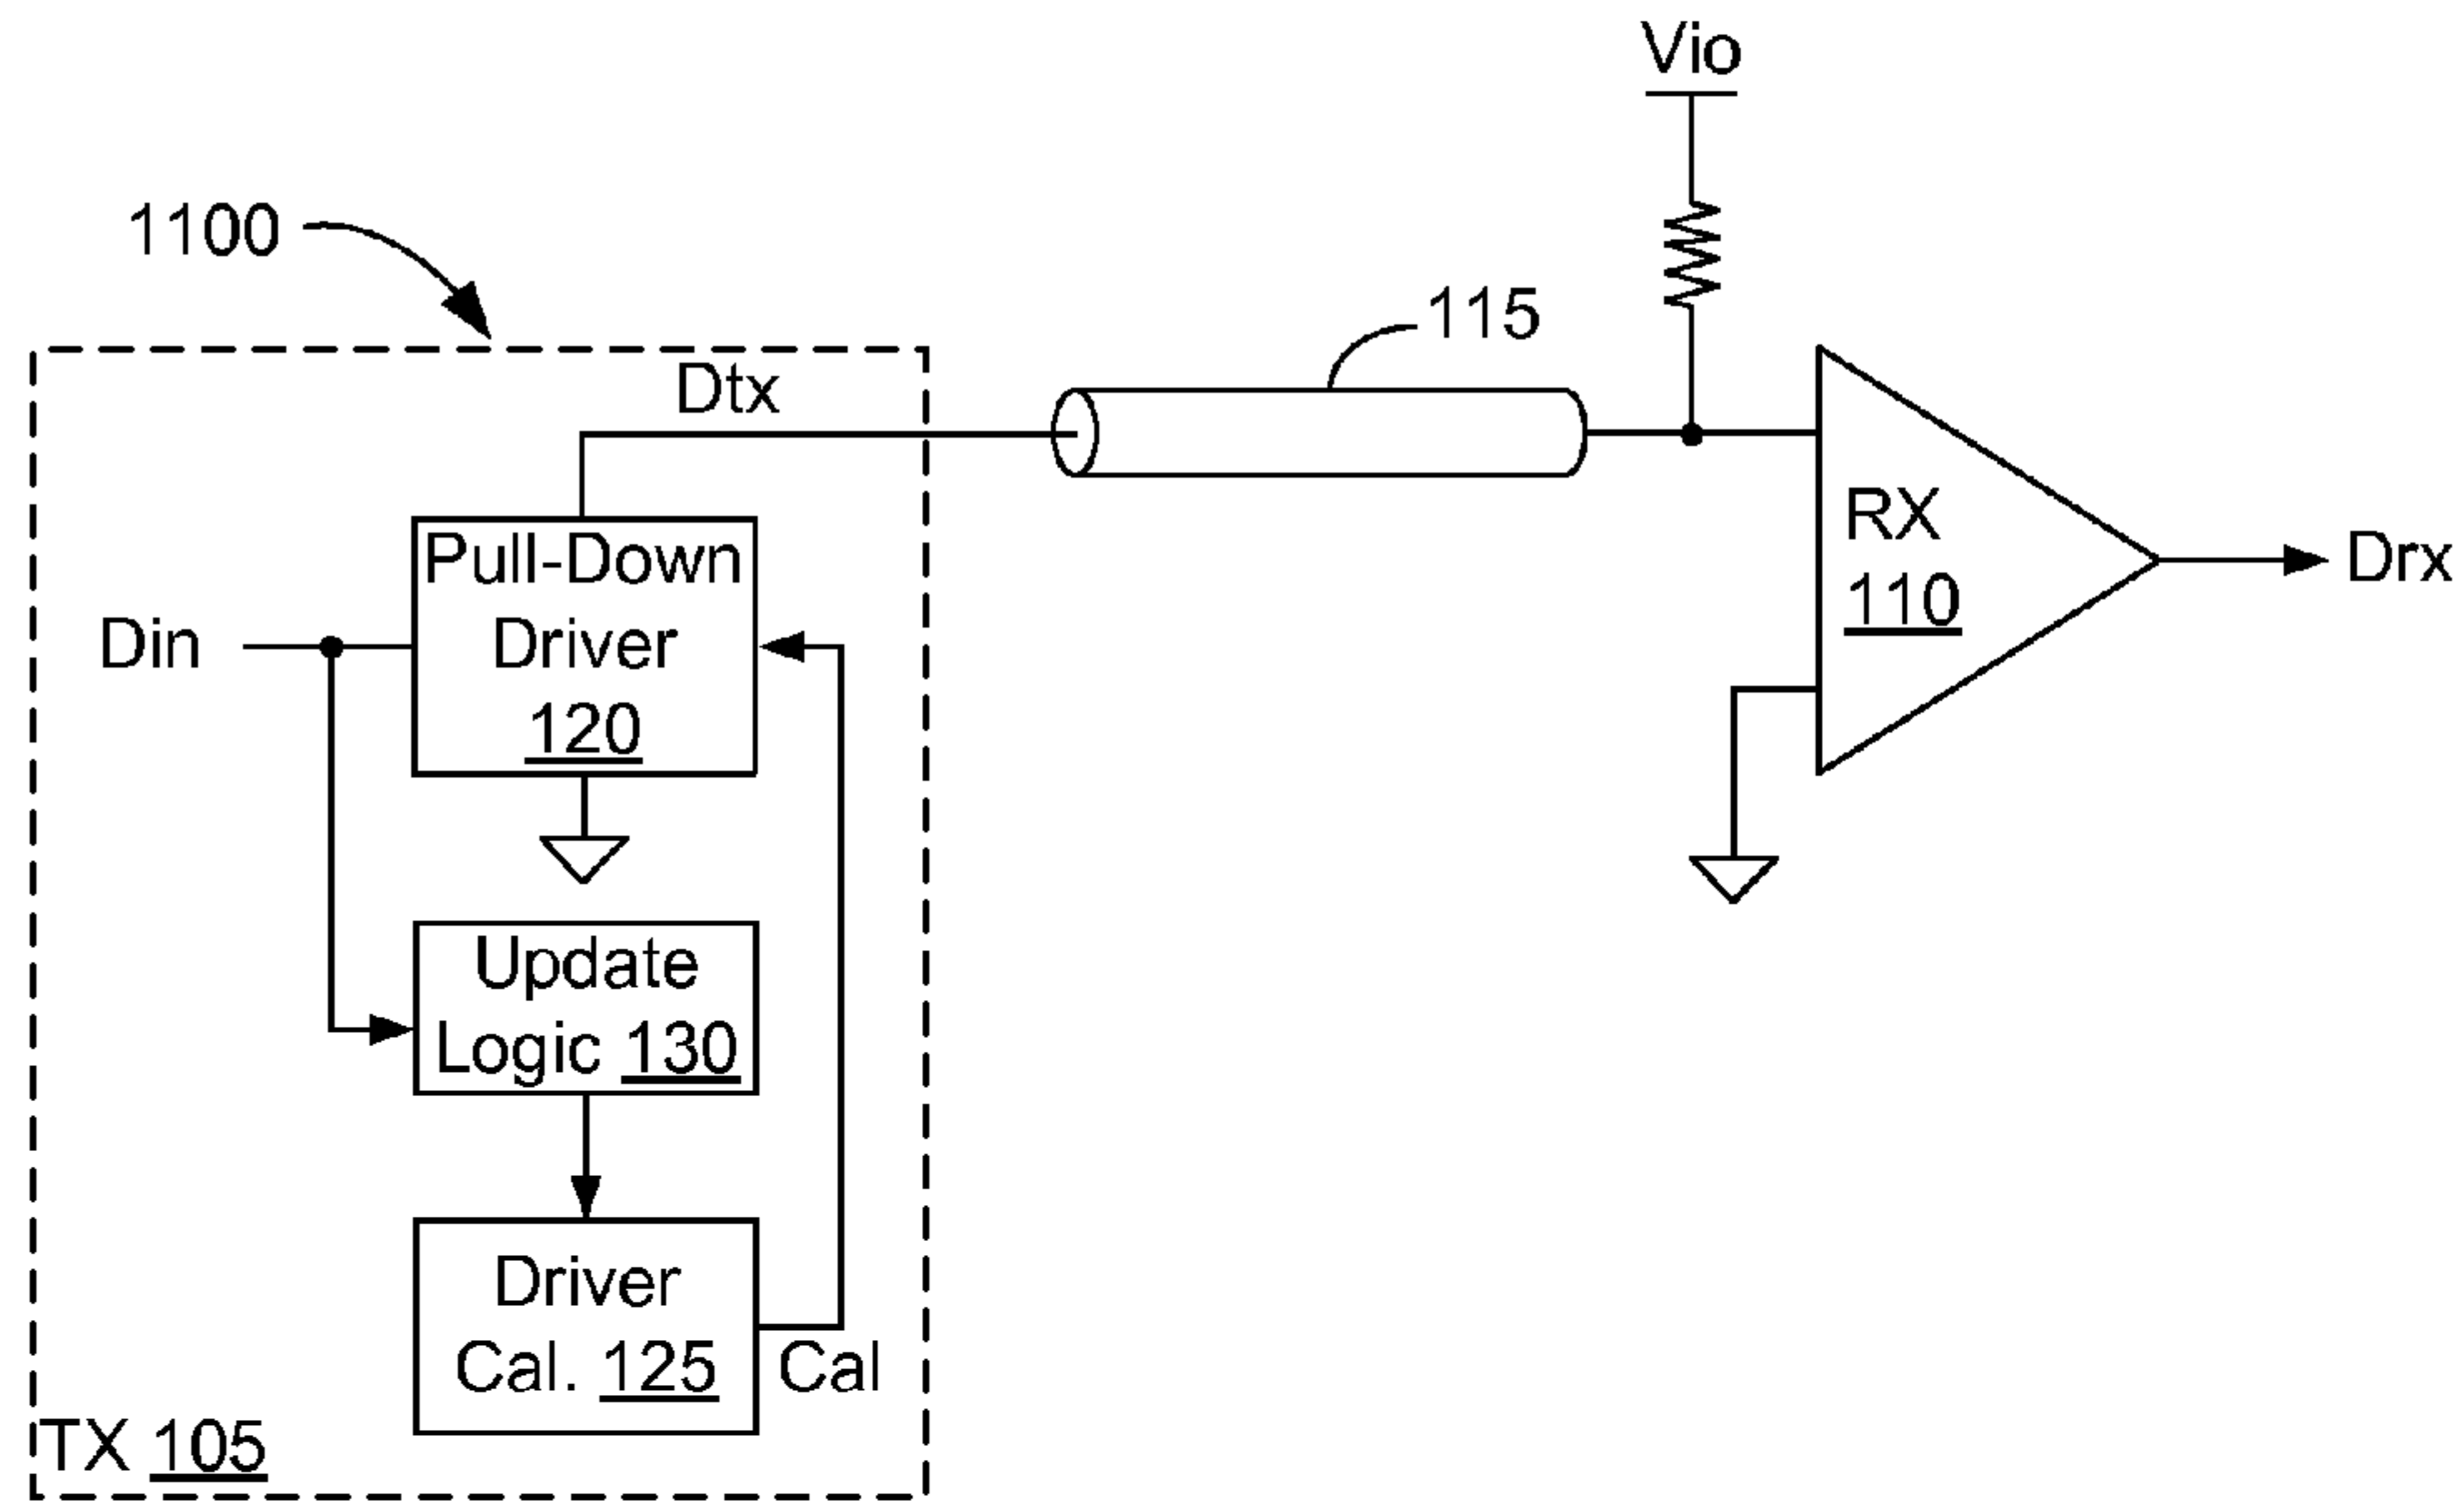 Vio
1100
115
Dtx
Pull-Down
Driver
120
Din
RX
110
Drx
Update
Logic 130
Driver
Cal. 125
Cal
TX 105